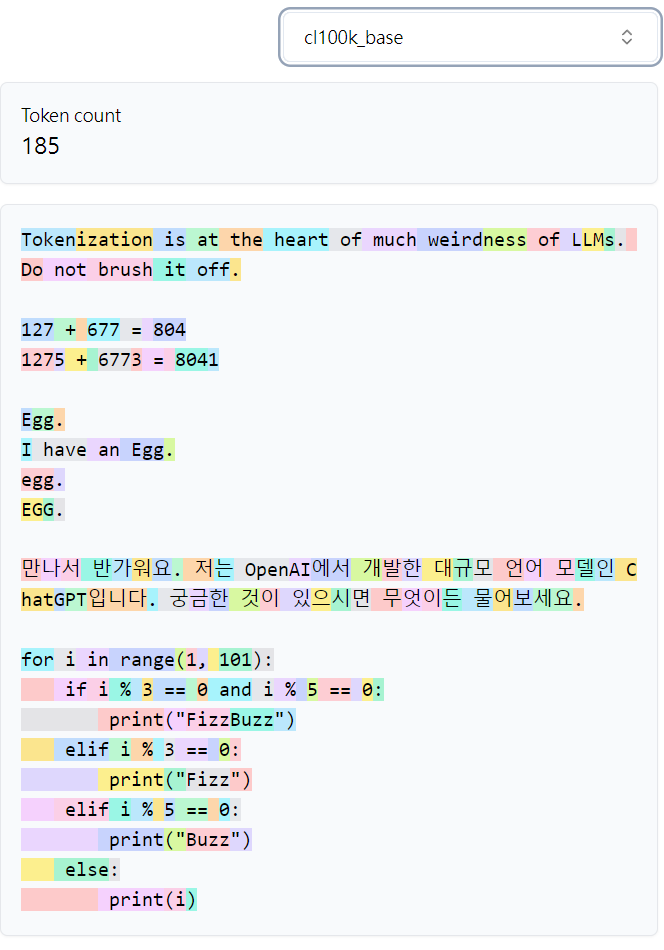 cl100k_base
Token count
185
Tokenization is at the heart of much weirdness of LLMs.
Do not brush it off.
127 + 677 = 804
1275 + 6773 = 8041
Egg.
I have an Egg.
egg.
EGG.
만나서 반가워요. 저는 OpenAI에서 개발한 대규모 언어 모델인 C
hatGPT입니다. 궁금한 것이 있으시면 무엇이든 물어보세요.
for i in range(1, 101):
    if i % 3 == 0 and i % 5 == 0:
        print("FizzBuzz")
    elif i % 3 == 0:
        print("Fizz")
    elif i % 5 == 0:
        print("Buzz")
    else:
        print(i)